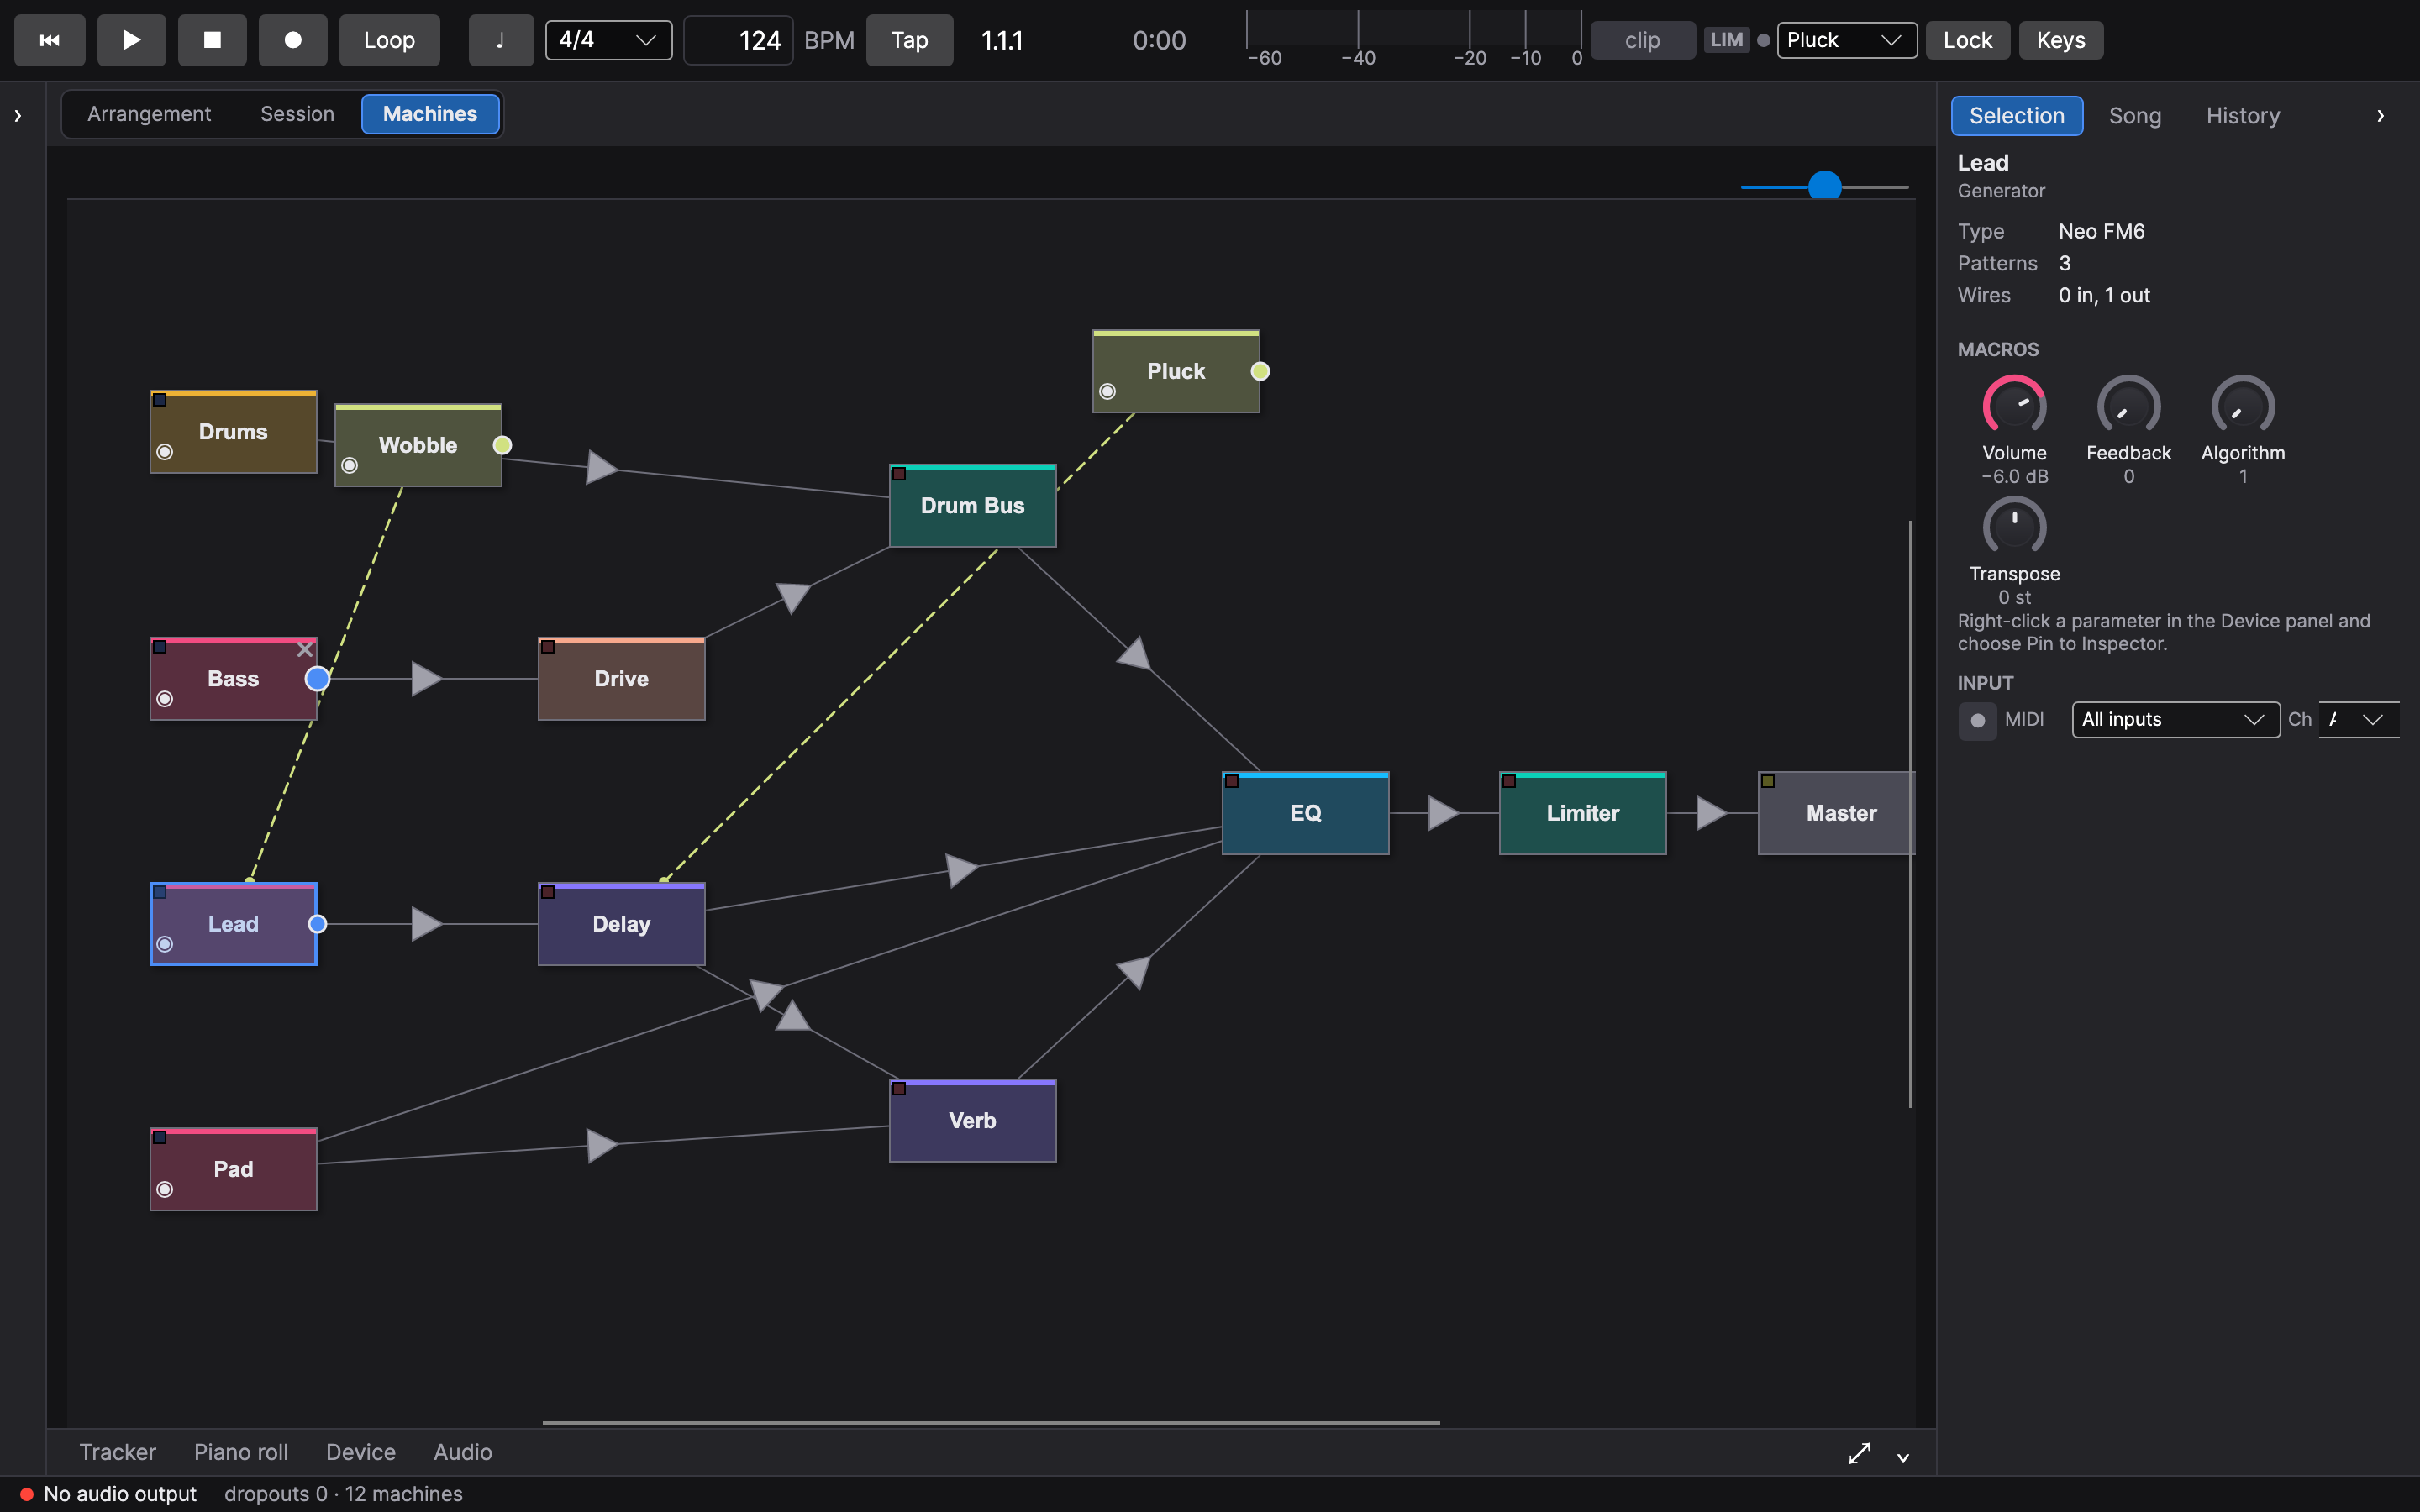 Loop
4/4
124 BPM
Tap
1.1.1
0:00
−60 −40 −20 −10 0
clip
LIM
Pluck
Lock
Keys
Arrangement Session Machines
Selection Song History
Lead
Generator
Type Neo FM6
Patterns 3
Wires 0 in, 1 out
MACROS
Volume Feedback Algorithm
−6.0 dB 0 1
Transpose
0 st
Right-click a parameter in the Device panel and
choose Pin to Inspector.
INPUT
MIDI All inputs Ch
Pluck
Drums
Wobble
Drum Bus
Bass
Drive
EQ
Limiter
Master
Lead
Delay
Verb
Pad
Tracker Piano roll Device Audio
No audio output dropouts 0 · 12 machines